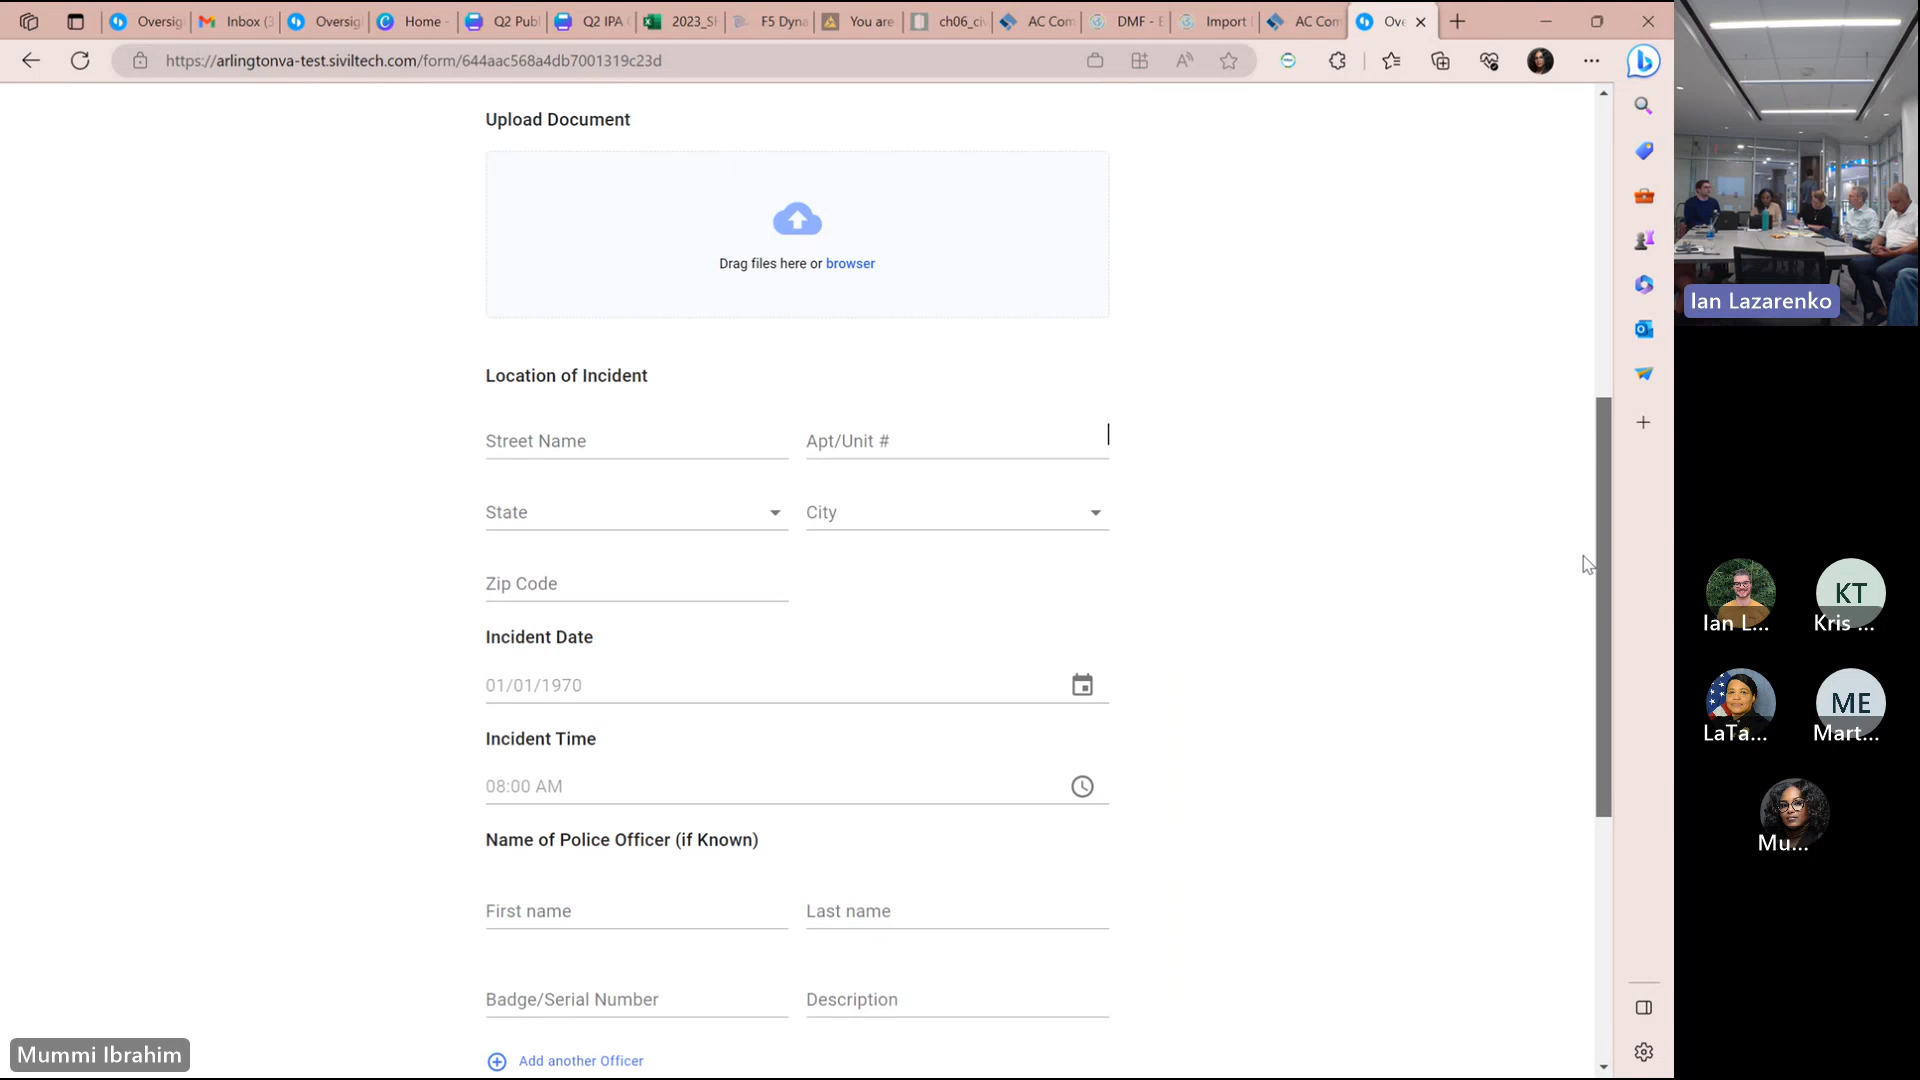 Oversig
Inbox (3
Oversig
Home -
Q2 Publ
Q2 IPA
2023_SI
F5 Dyna
You are
ch06_civ
AC Com
DMF - E
Import
AC Com
Ove
https://arlingtonva-test.siviltech.com/form/644aac568a4db7001319c23d
Upload Document
Drag files here or browser
Location of Incident
Street Name
Apt/Unit #
State
City
Zip Code
Incident Date
01/01/1970
Incident Time
08:00 AM
Name of Police Officer (if Known)
First name
Last name
Badge/Serial Number
Description
Add another Officer
Mummi Ibrahim
Ian Lazarenko
Ian L...
KT
Kris ...
LaTa...
ME
Mart...
Mu...